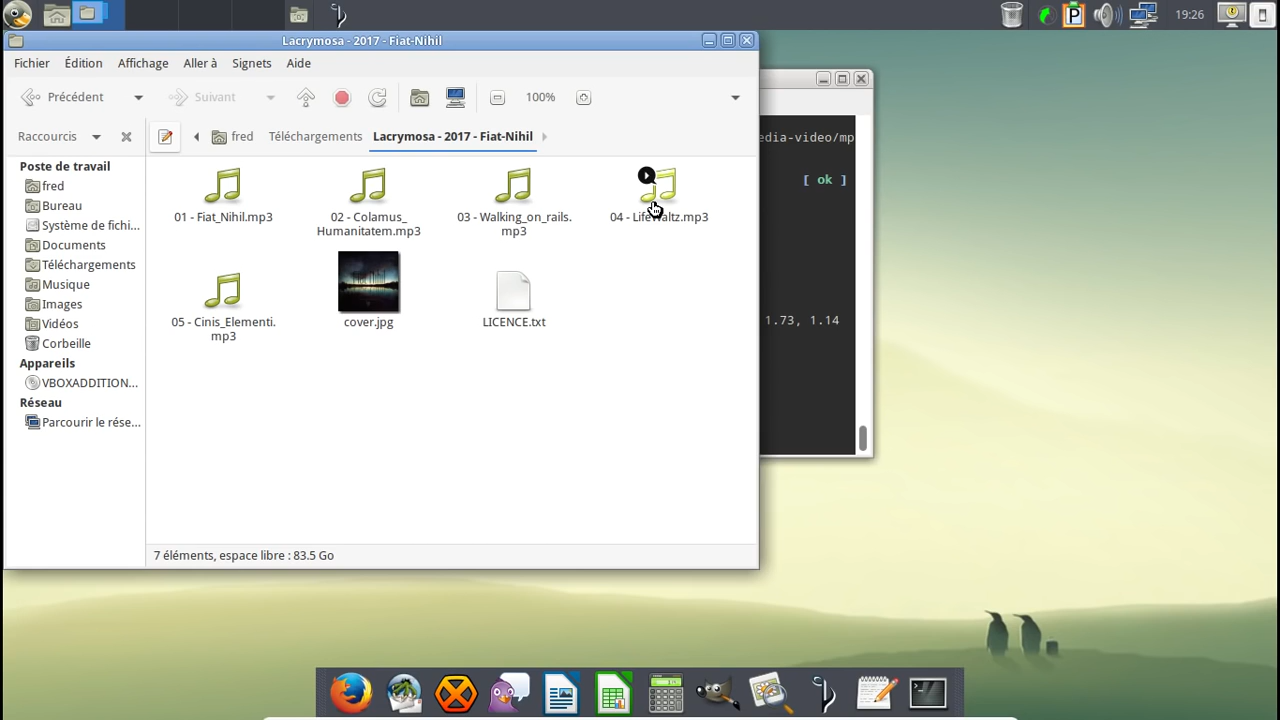 19:26
Lacrymosa - 2017 - Fiat-Nihil
Fichier Édition Affichage Aller à Signets Aide
Précédent Suivant 100%
Raccourcis fred Téléchargements Lacrymosa - 2017 - Fiat-Nihil
Poste de travail
fred
Bureau
Système de fichi...
Documents
Téléchargements
Musique
Images
Vidéos
Corbeille
Appareils
VBOXADDITION...
Réseau
Parcourir le rése...
01 - Fiat_Nihil.mp3
02 - Colamus_
Humanitatem.mp3
03 - Walking_on_rails.
mp3
04 - LifeWaltz.mp3
05 - Cinis_Elementi.
mp3
cover.jpg
LICENCE.txt
7 éléments, espace libre : 83.5 Go
edia-video/mp
[ ok ]
1.73, 1.14